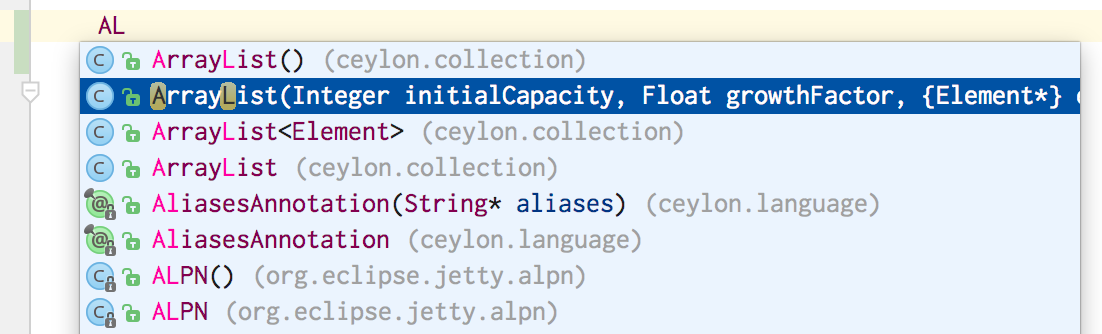 AL
ArrayList() (ceylon.collection)
ArrayList(Integer initialCapacity, Float growthFactor, {Element*}
ArrayList<Element> (ceylon.collection)
ArrayList (ceylon.collection)
AliasesAnnotation(String* aliases) (ceylon.language)
AliasesAnnotation (ceylon.language)
ALPN() (org.eclipse.jetty.alpn)
ALPN (org.eclipse.jetty.alpn)